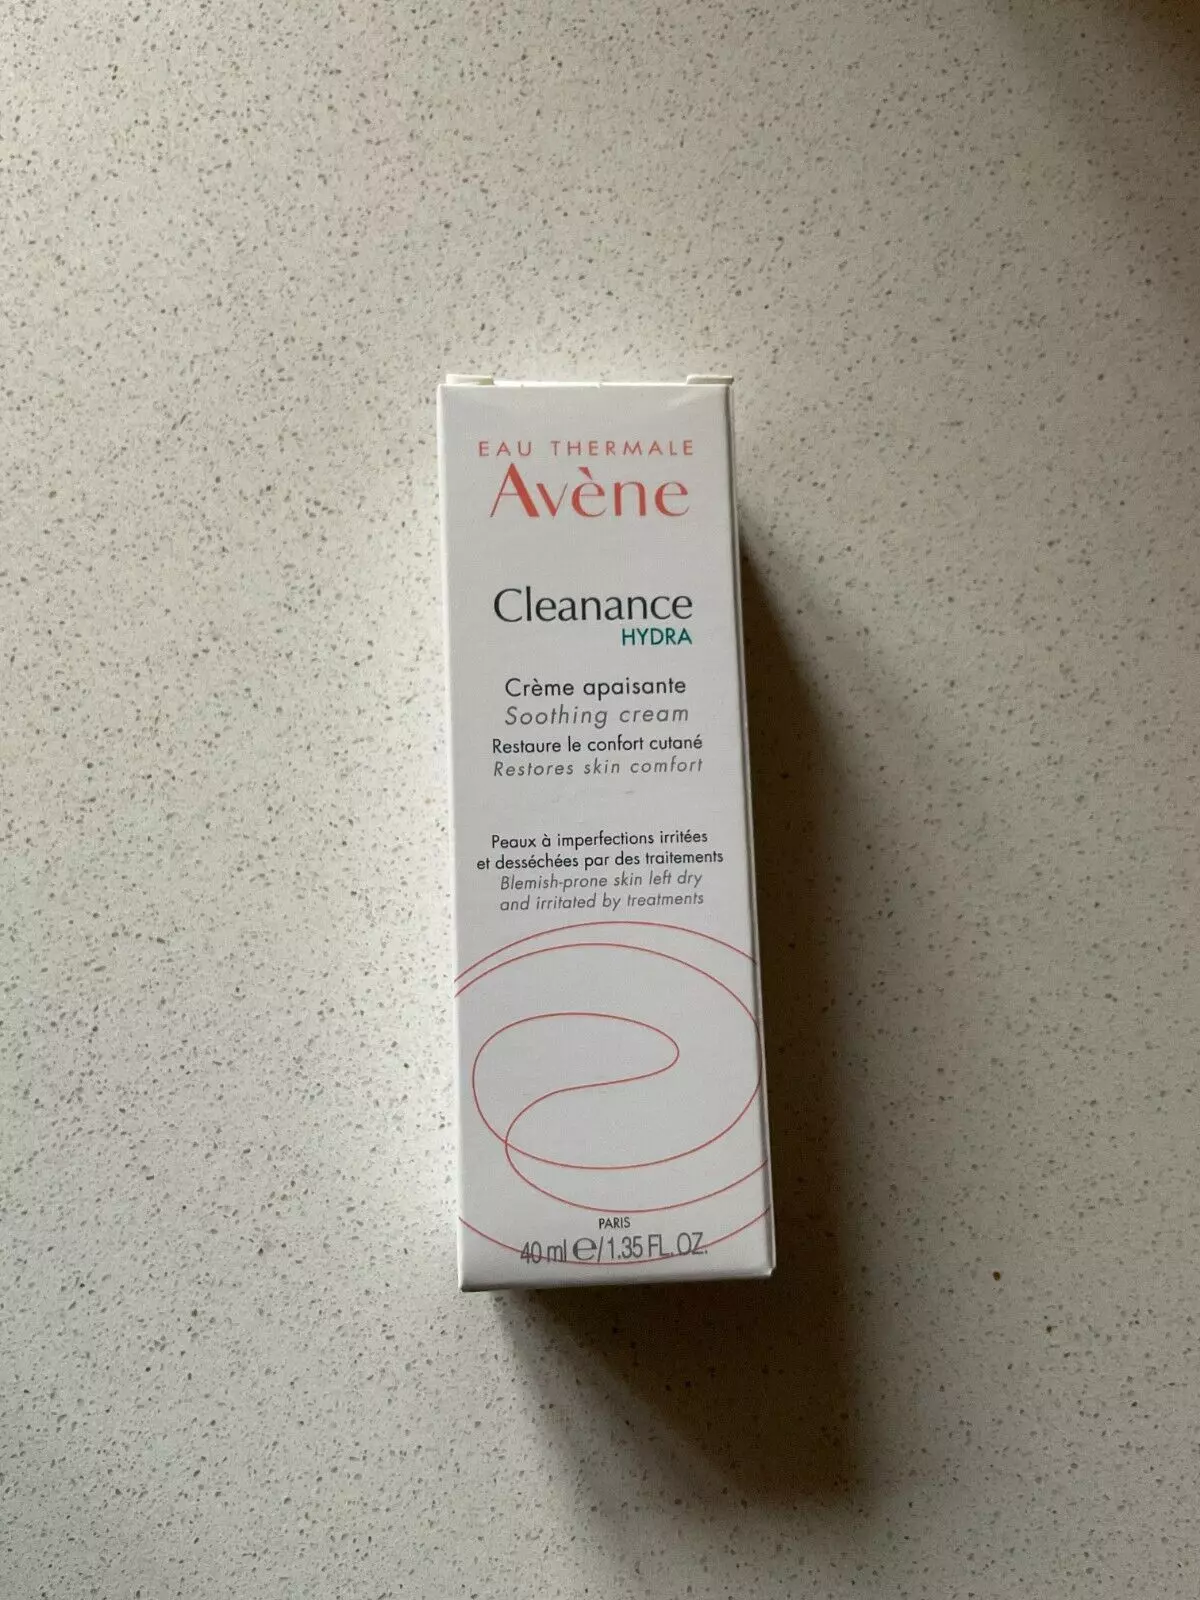 EAU THERMALE
Avène
Cleanance
HYDRA
Crème apaisante
Soothing cream
Restaure le confort cutané
Restores skin comfort
Peaux à imperfections irritées
et desséchées par des traitements
Blemish-prone skin left dry
and irritated by treatments
PARIS
40 ml ℮/1.35 FL. OZ.